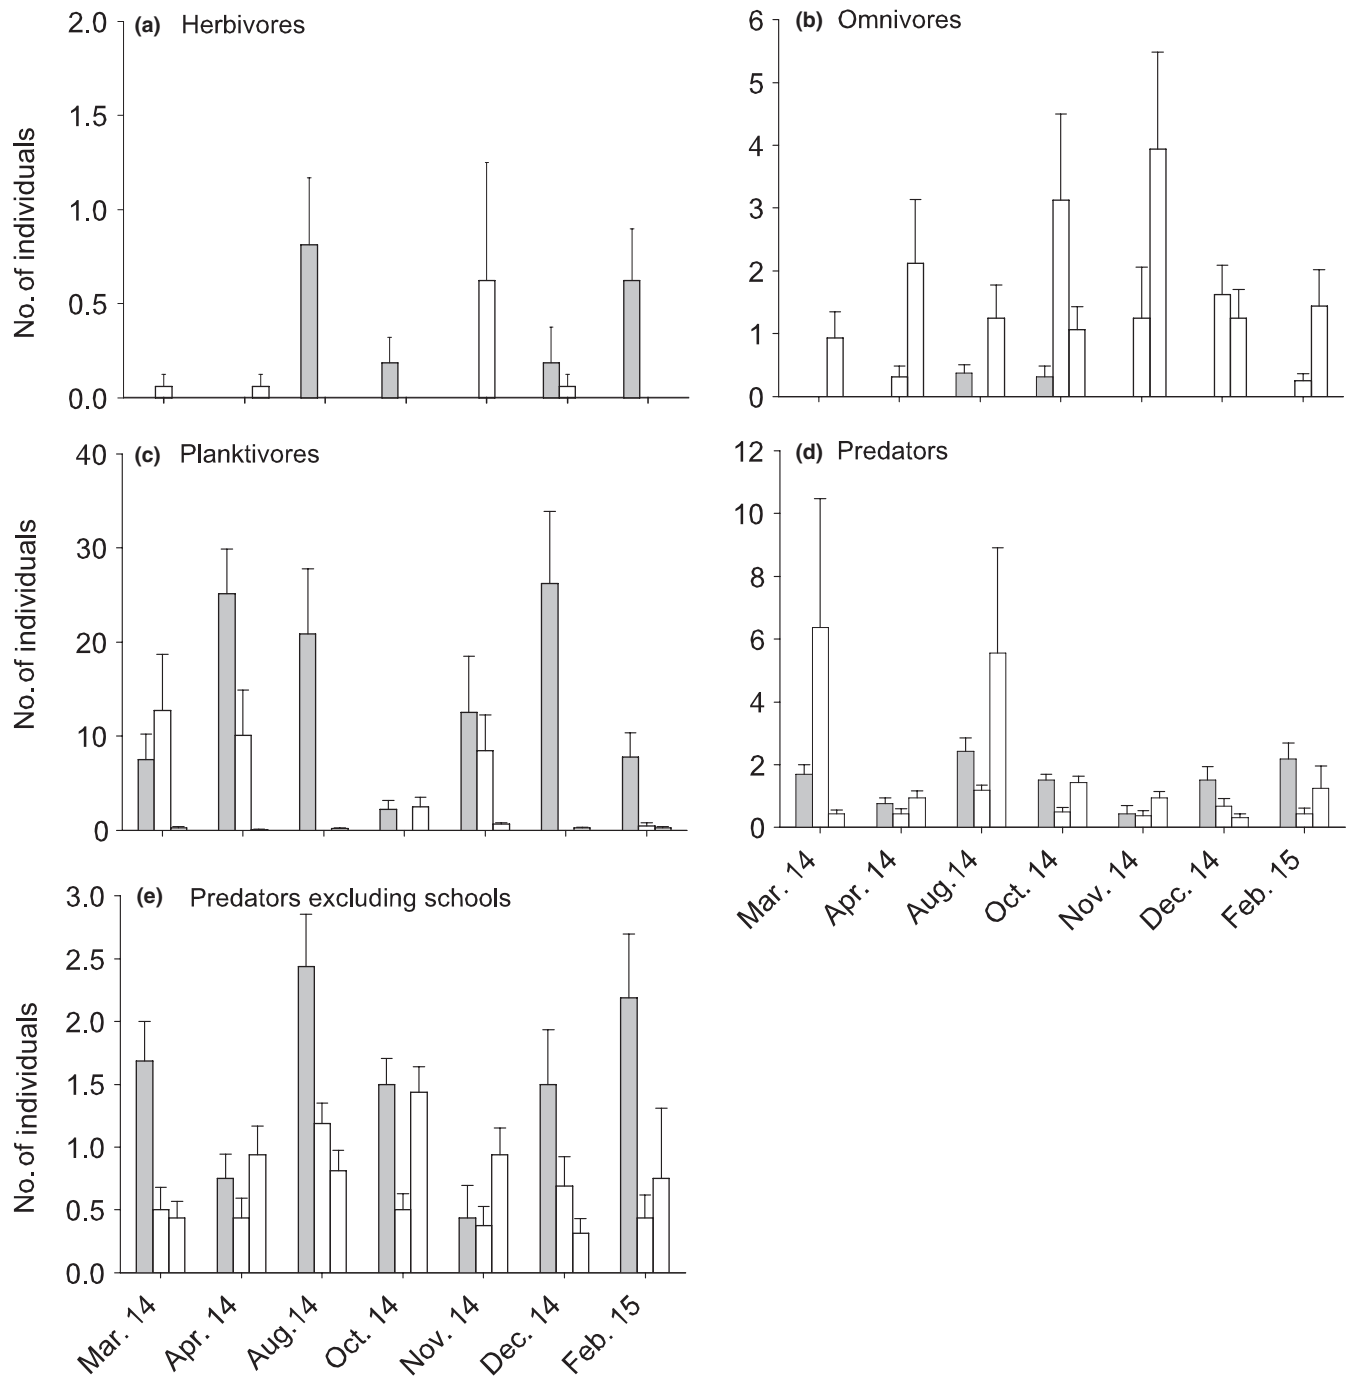 (a) Herbivores
No. of individuals
2.0
1.5
1.0
0.5
0.0
(b) Omnivores
6
5
4
3
2
1
0
(c) Planktivores
No. of individuals
40
30
20
10
0
(d) Predators
12
10
8
6
4
2
0
Mar. 14
Apr. 14
Aug. 14
Oct. 14
Nov. 14
Dec. 14
Feb. 15
(e) Predators excluding schools
No. of individuals
3.0
2.5
2.0
1.5
1.0
0.5
0.0
Mar. 14
Apr. 14
Aug. 14
Oct. 14
Nov. 14
Dec. 14
Feb. 15